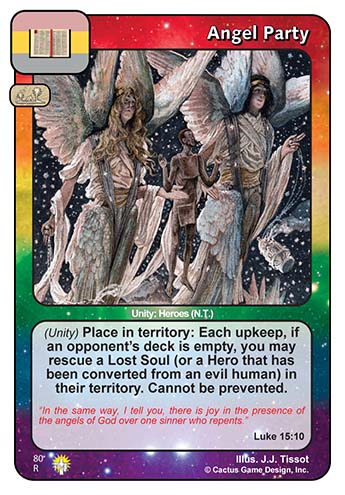 Angel Party
Unity; Heroes (N.T.)
(Unity) Place in territory: Each upkeep, if
an opponent's deck is empty, you may
rescue a Lost Soul (or a Hero that has
been converted from an evil human) in
their territory. Cannot be prevented.
"In the same way, I tell you, there is joy in the presence
of the angels of God over one sinner who repents."
Luke 15:10
80
R
Illus. J.J. Tissot
© Cactus Game Design, Inc.